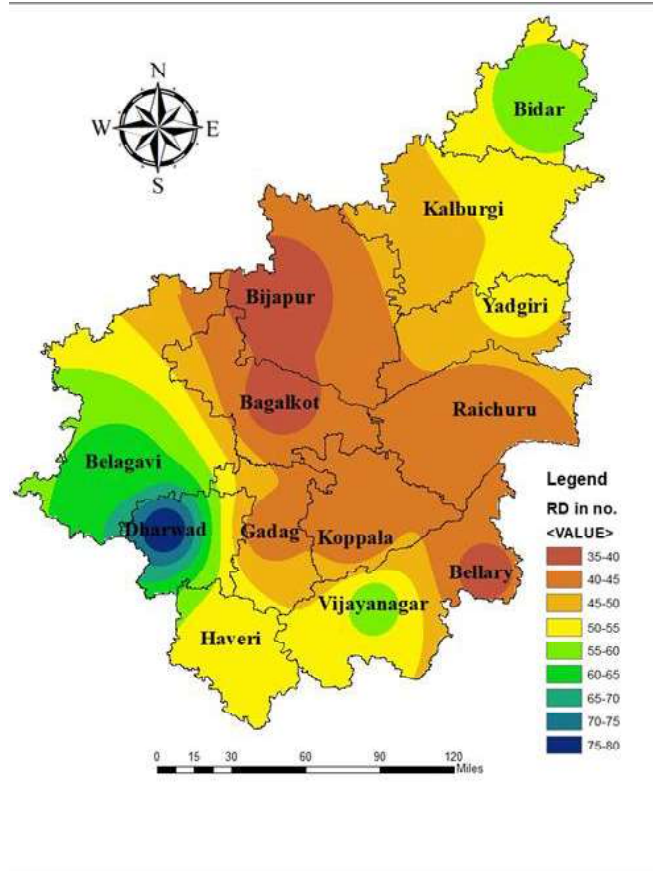 N
W E
S
Bidar
Kalburgi
Bijapur
Yadgiri
Bagalkot
Raichuru
Belagavi
Dharwad
Gadag
Koppala
Bellary
Vijayanagar
Haveri
Legend
RD in no.
<VALUE>
35-40
40-45
45-50
50-55
55-60
60-65
65-70
70-75
75-80
0 15 30 60 90 120
Miles